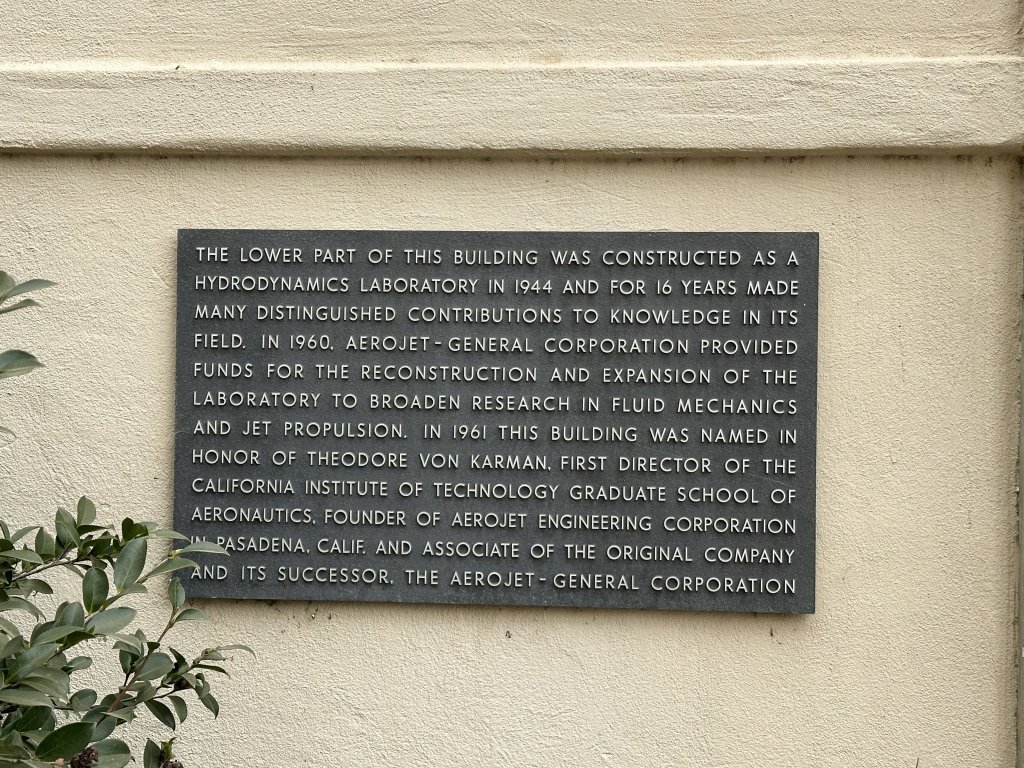 THE LOWER PART OF THIS BUILDING WAS CONSTRUCTED AS A
HYDRODYNAMICS LABORATORY IN 1944 AND FOR 16 YEARS MADE
MANY DISTINGUISHED CONTRIBUTIONS TO KNOWLEDGE IN ITS
FIELD. IN 1960, AEROJET-GENERAL CORPORATION PROVIDED
FUNDS FOR THE RECONSTRUCTION AND EXPANSION OF THE
LABORATORY TO BROADEN RESEARCH IN FLUID MECHANICS
AND JET PROPULSION. IN 1961 THIS BUILDING WAS NAMED IN
HONOR OF THEODORE VON KARMAN, FIRST DIRECTOR OF THE
CALIFORNIA INSTITUTE OF TECHNOLOGY GRADUATE SCHOOL OF
AERONAUTICS, FOUNDER OF AEROJET ENGINEERING CORPORATION
IN PASADENA, CALIF. AND ASSOCIATE OF THE ORIGINAL COMPANY
AND ITS SUCCESSOR, THE AEROJET-GENERAL CORPORATION